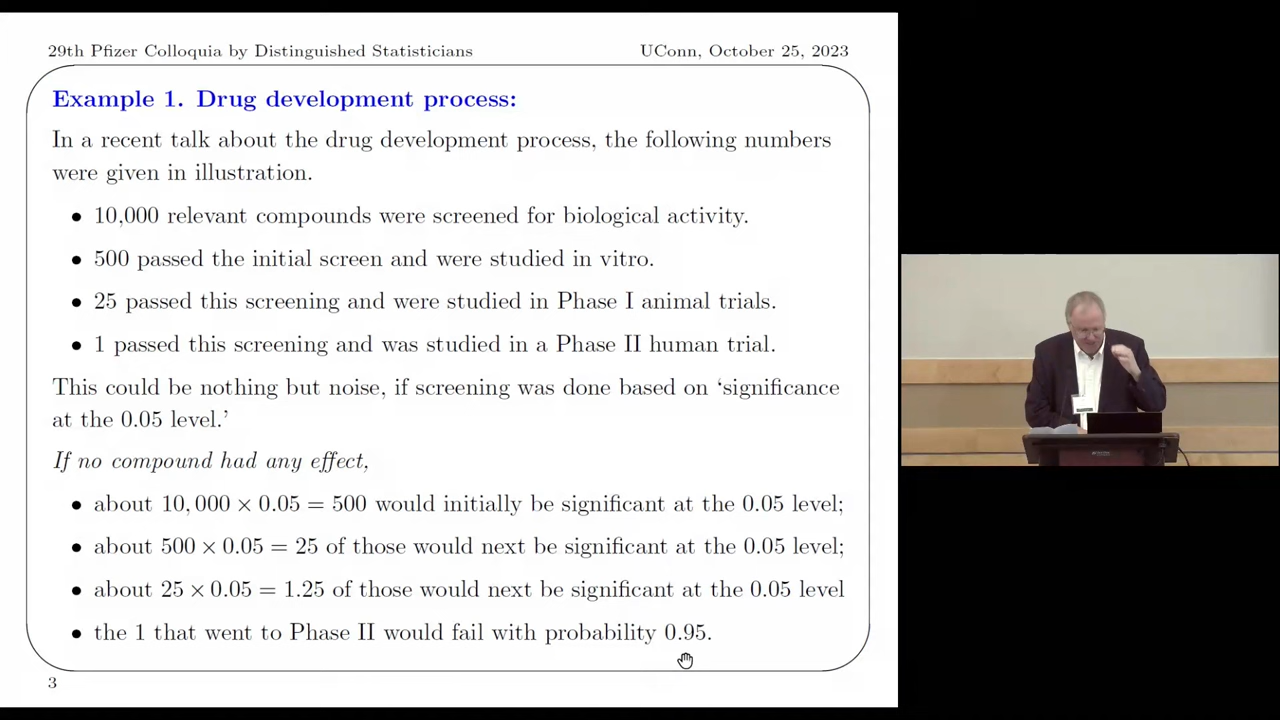 29th Pfizer Colloquia by Distinguished Statisticians UConn, October 25, 2023
Example 1. Drug development process:
In a recent talk about the drug development process, the following numbers
were given in illustration.
• 10,000 relevant compounds were screened for biological activity.
• 500 passed the initial screen and were studied in vitro.
• 25 passed this screening and were studied in Phase I animal trials.
• 1 passed this screening and was studied in a Phase II human trial.
This could be nothing but noise, if screening was done based on ‘significance
at the 0.05 level.’
If no compound had any effect,
• about 10,000 × 0.05 = 500 would initially be significant at the 0.05 level;
• about 500 × 0.05 = 25 of those would next be significant at the 0.05 level;
• about 25 × 0.05 = 1.25 of those would next be significant at the 0.05 level
• the 1 that went to Phase II would fail with probability 0.95.
3